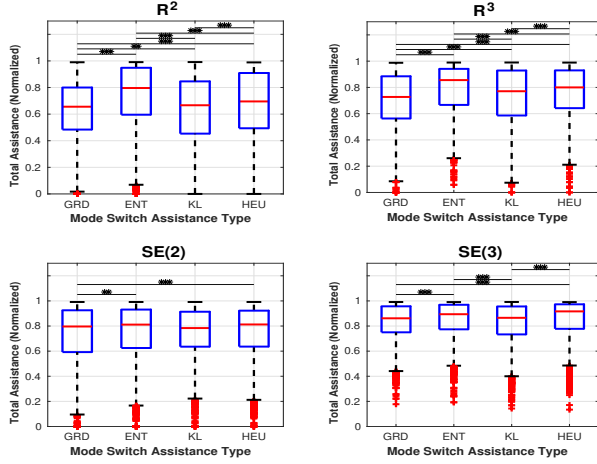 R²
Total Assistance (Normalized)
1
0.8
0.6
0.4
0.2
0
*** ** *** *** *** ***
GRD ENT KL HEU
Mode Switch Assistance Type
R³
Total Assistance (Normalized)
1
0.8
0.6
0.4
0.2
0
*** *** *** *** *** ***
GRD ENT KL HEU
Mode Switch Assistance Type
SE(2)
Total Assistance (Normalized)
1
0.8
0.6
0.4
0.2
0
** ***
GRD ENT KL HEU
Mode Switch Assistance Type
SE(3)
Total Assistance (Normalized)
1
0.8
0.6
0.4
0.2
0
*** *** *** ***
GRD ENT KL HEU
Mode Switch Assistance Type